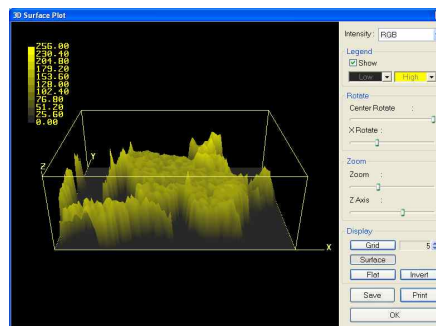 3D Surface Plot
256.00
230.40
204.80
179.20
153.60
128.00
102.40
76.80
51.20
25.60
0.00
Z
Y
X
Intensity : RGB
Legend
Show
Low High
Rotate
Center Rotate :
X Rotate :
Zoom
Zoom :
Z Axis :
Display
Grid 5
Surface
Flat Invert
Save Print
OK